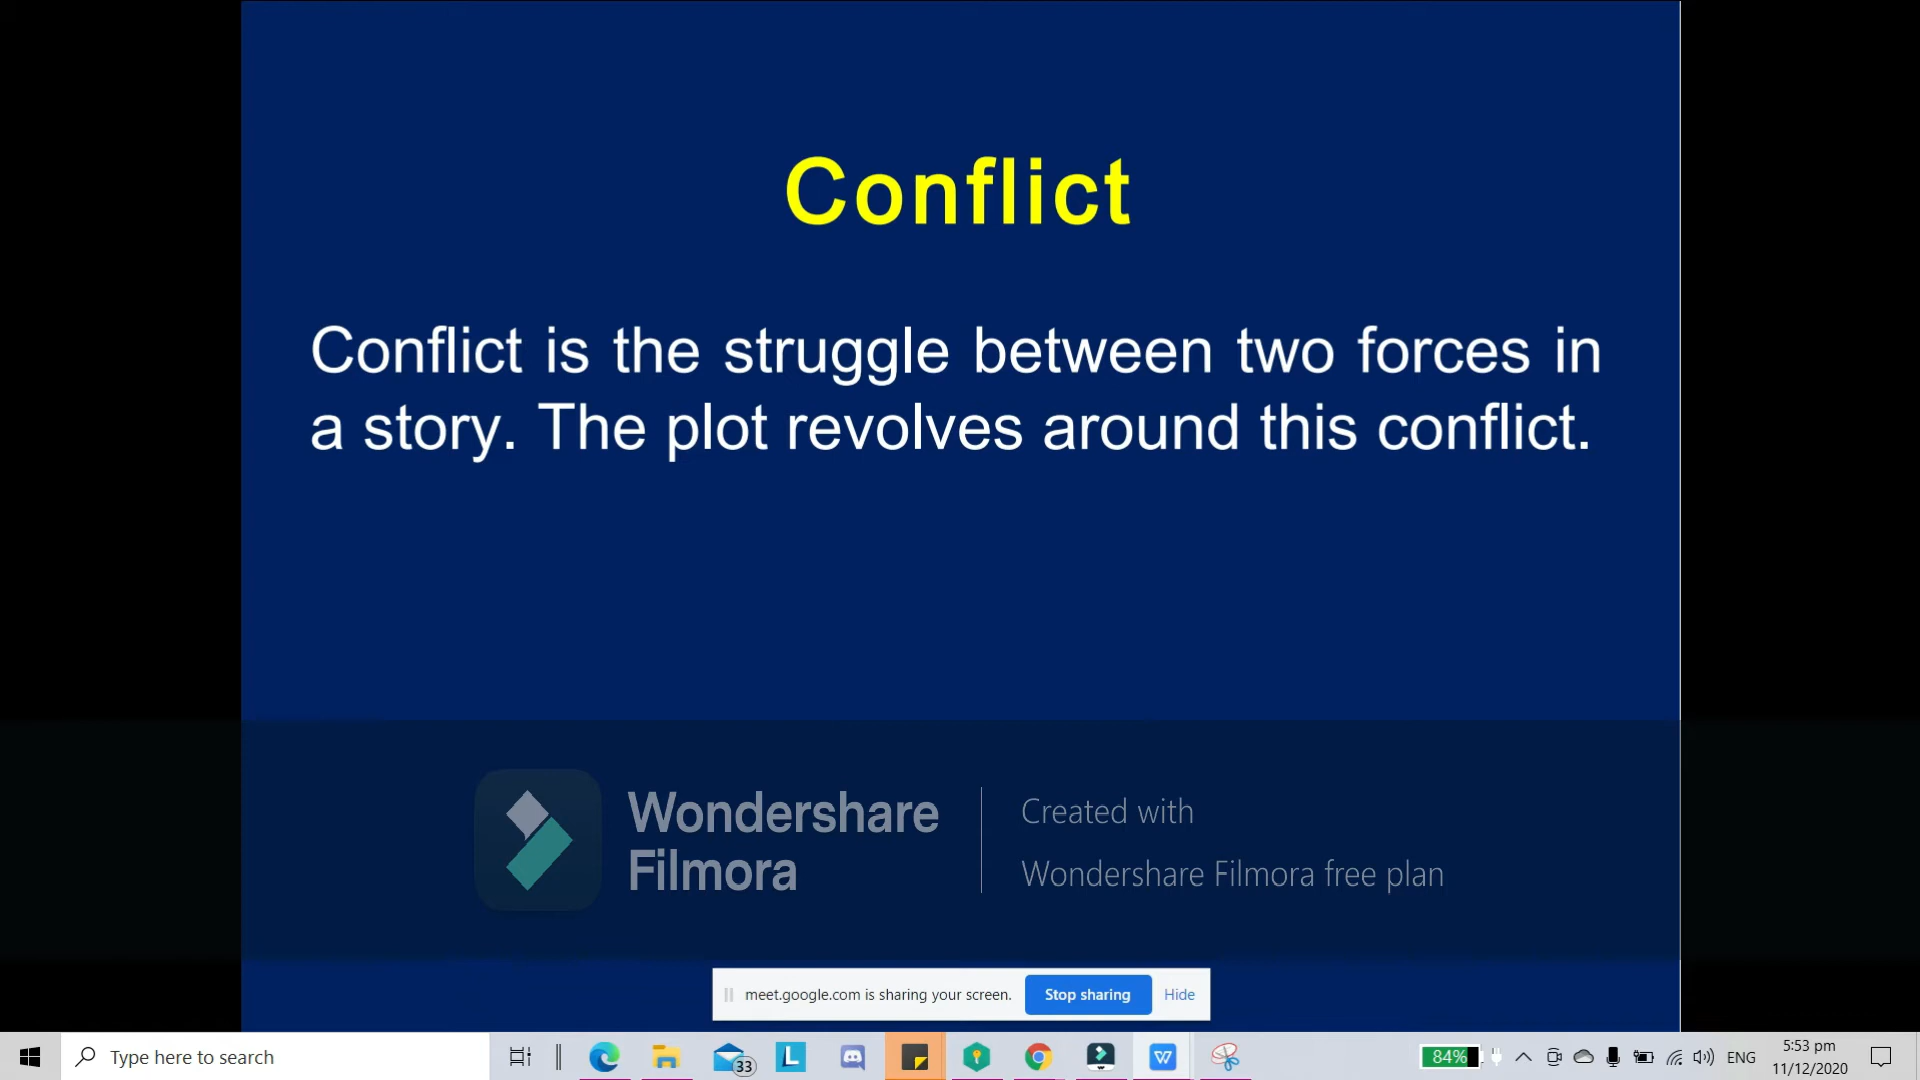 Conflict
Conflict is the struggle between two forces in
a story. The plot revolves around this conflict.
Wondershare
Filmora
Created with
Wondershare Filmora free plan
meet.google.com is sharing your screen.
Stop sharing
Hide
Type here to search
33
L
W
84%
ENG
5:53 pm
11/12/2020